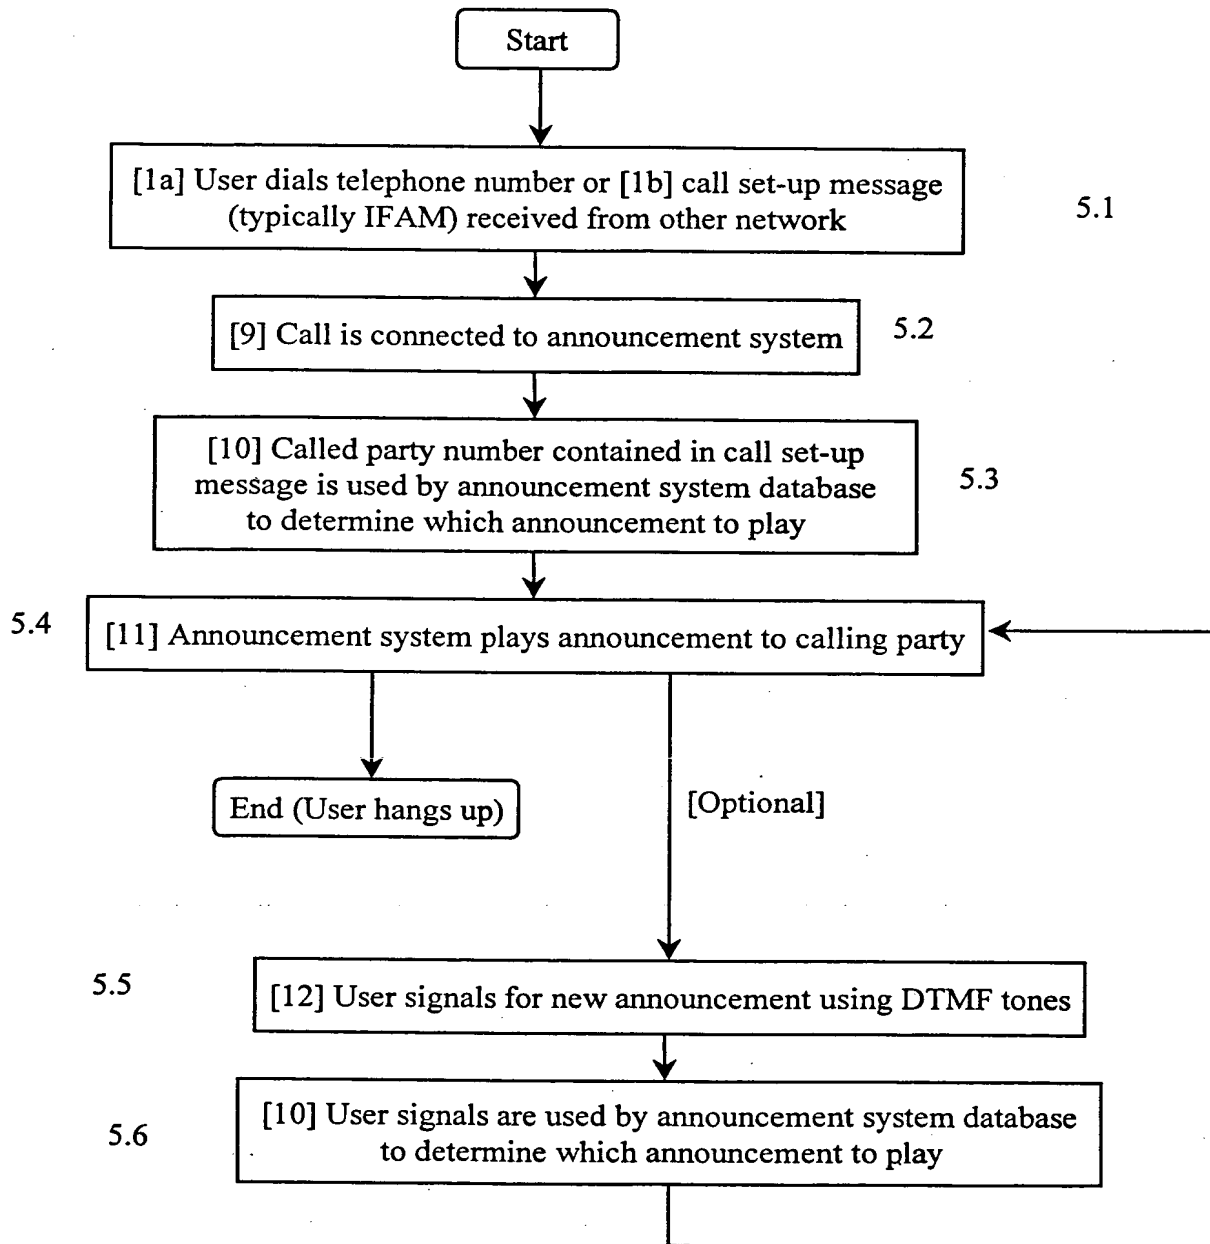 Start
[1a] User dials telephone number or [1b] call set-up message
(typically IFAM) received from other network
5.1
[9] Call is connected to announcement system
5.2
[10] Called party number contained in call set-up
message is used by announcement system database
to determine which announcement to play
5.3
5.4
[11] Announcement system plays announcement to calling party
End (User hangs up)
[Optional]
5.5
[12] User signals for new announcement using DTMF tones
5.6
[10] User signals are used by announcement system database
to determine which announcement to play